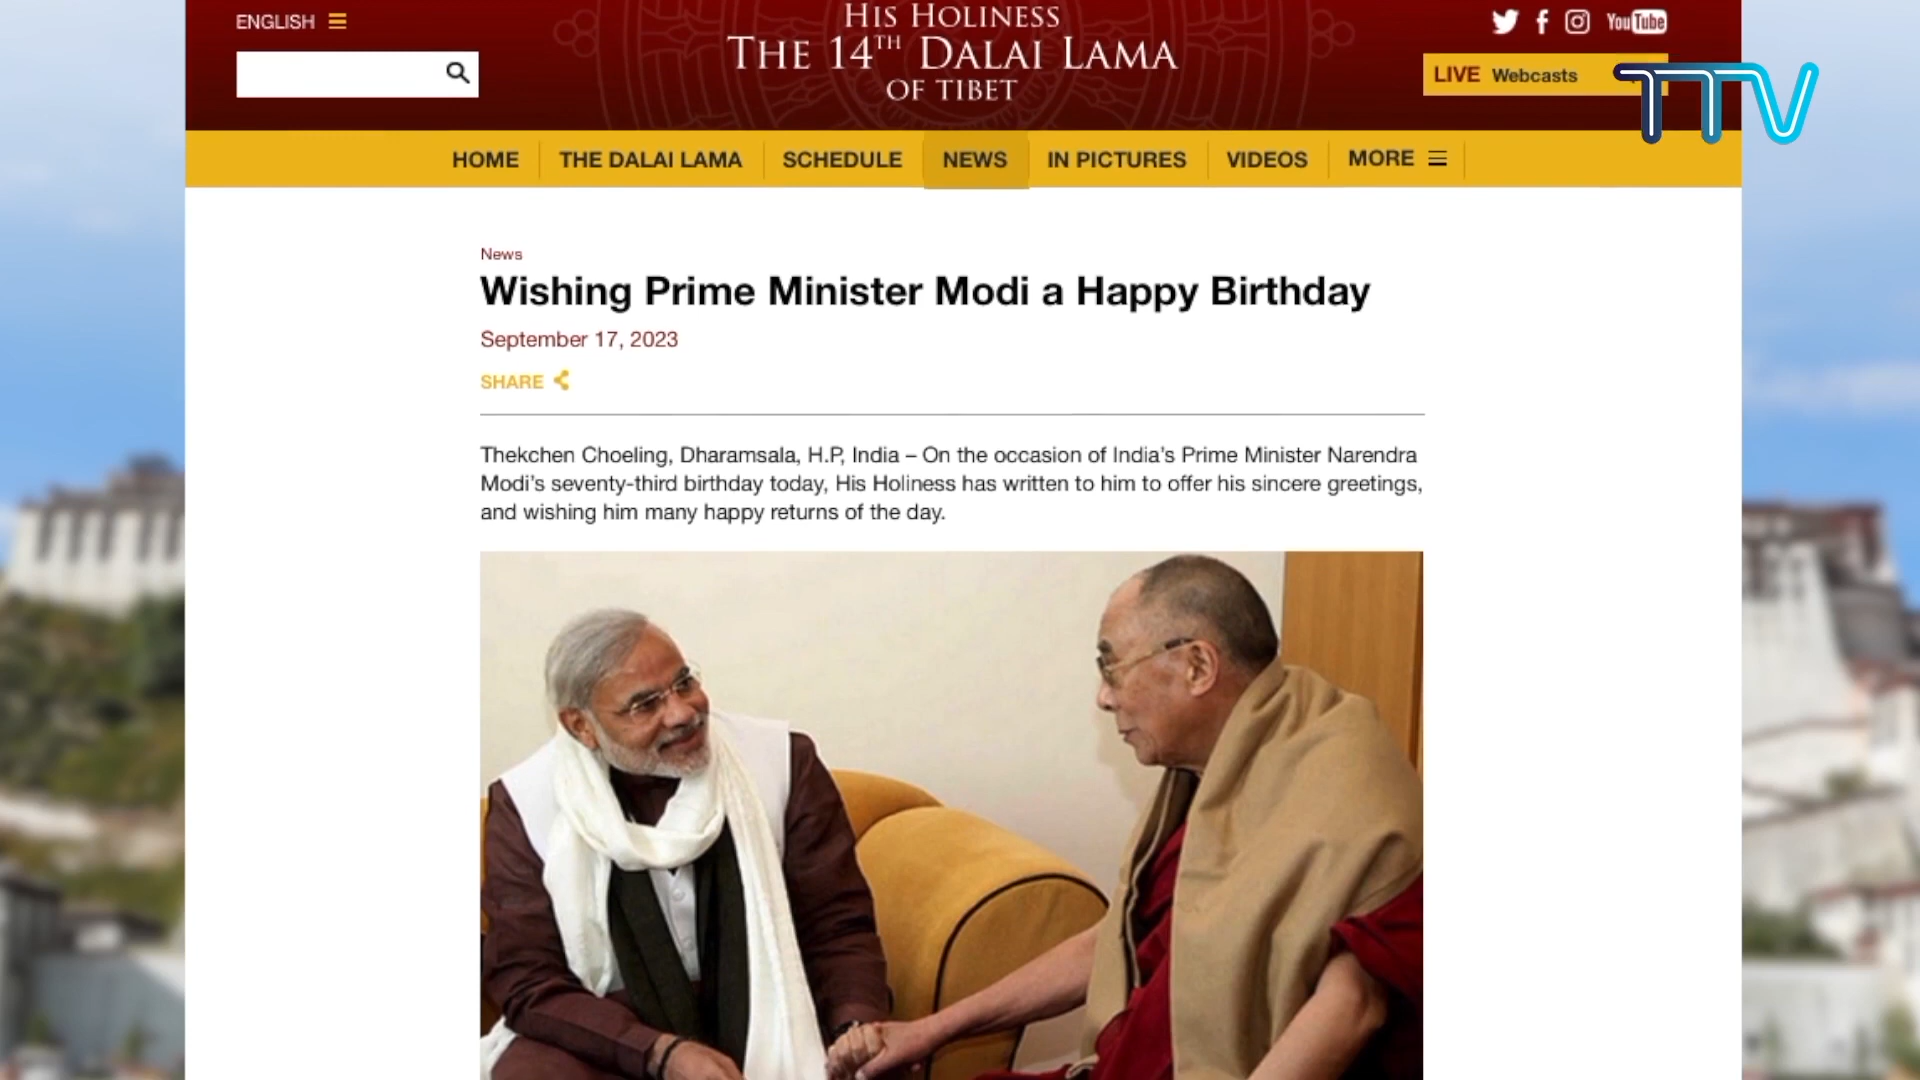 ENGLISH
HIS HOLINESS
THE 14TH DALAI LAMA
OF TIBET
You Tube
LIVE Webcasts
TTV
HOME THE DALAI LAMA SCHEDULE NEWS IN PICTURES VIDEOS MORE
News
Wishing Prime Minister Modi a Happy Birthday
September 17, 2023
SHARE
Thekchen Choeling, Dharamsala, H.P, India – On the occasion of India’s Prime Minister Narendra
Modi’s seventy-third birthday today, His Holiness has written to him to offer his sincere greetings,
and wishing him many happy returns of the day.